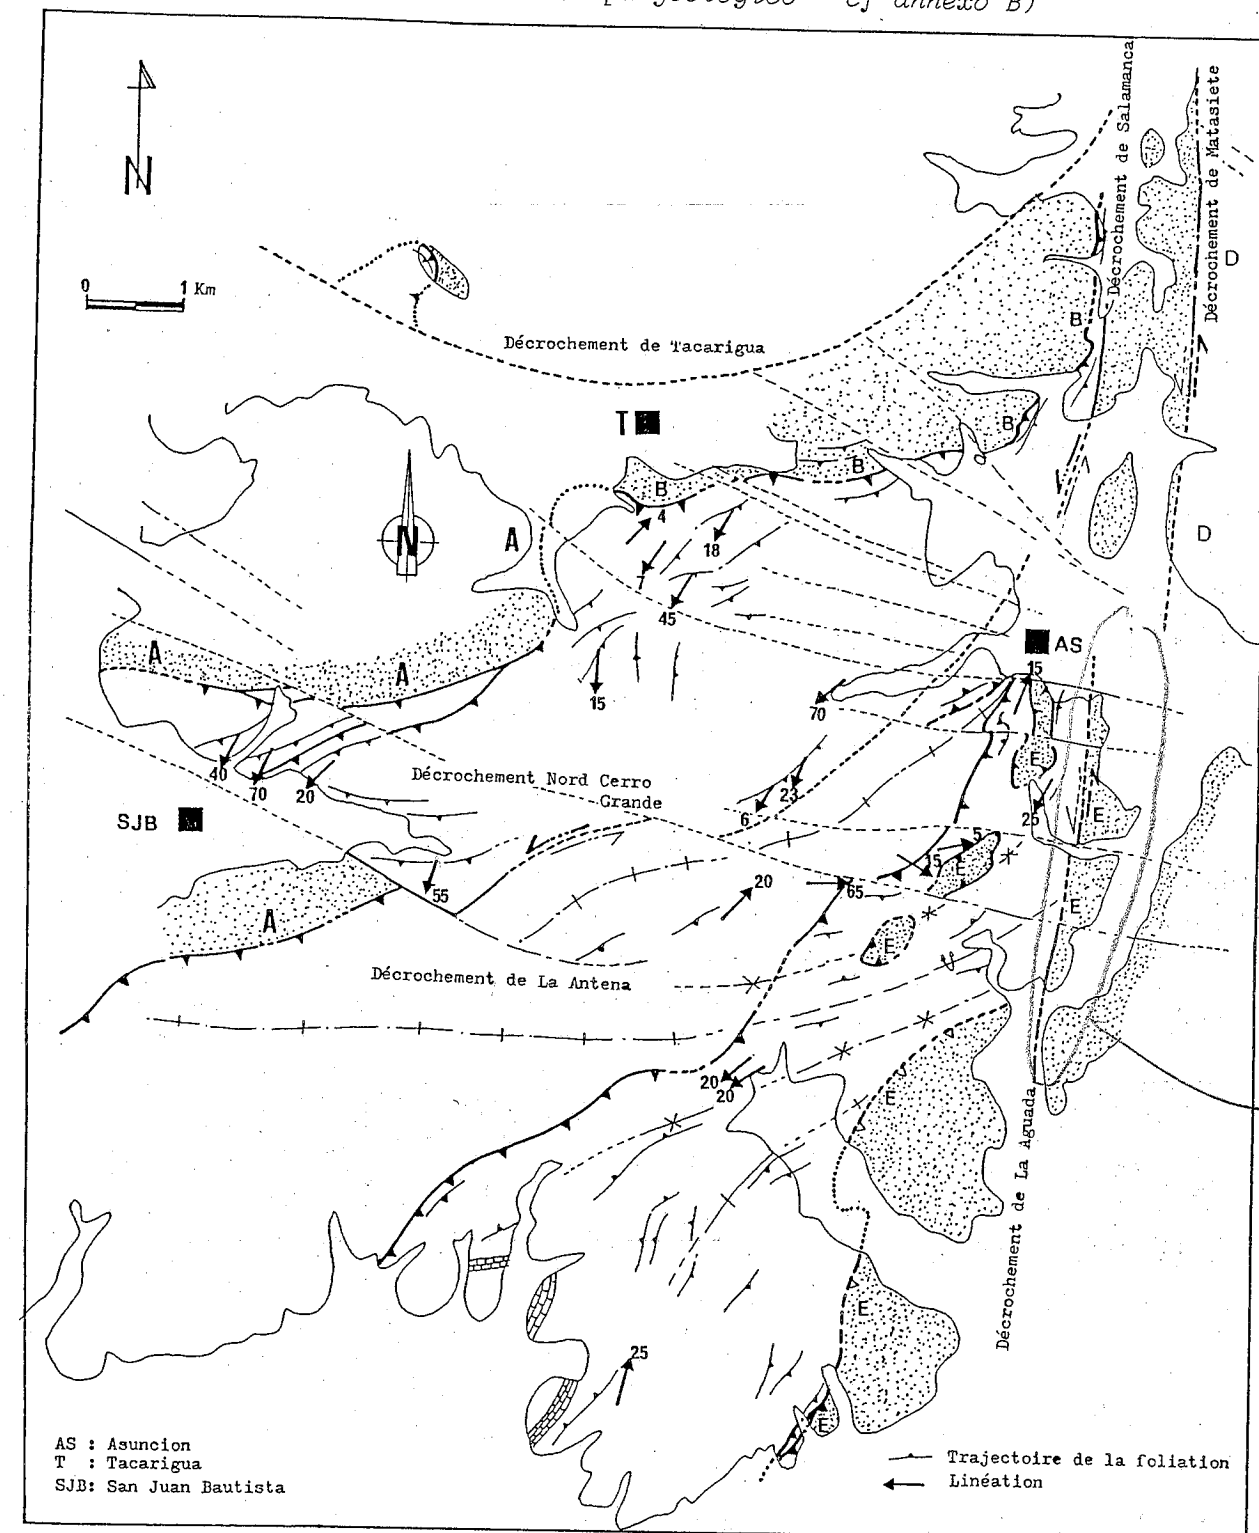 annexo B)
Décrochement de Salamanca
Décrochement de Matasiete
N
0 1 Km
D
B
Décrochement de Tacarigua
T
B
B
B
4
A
N
18
D
7
45
AS
A
A
15
15
70
E
40
70
20
Décrochement Nord Cerro
Grande
23
6
25
E
SJB
5
15
E
55
20
65
E
A
E
Décrochement de La Antena
20
20
E
Décrochement de La Aguada
E
25
E
AS : Asuncion
T : Tacarigua
SJB: San Juan Bautista
Trajectoire de la foliation
Linéation